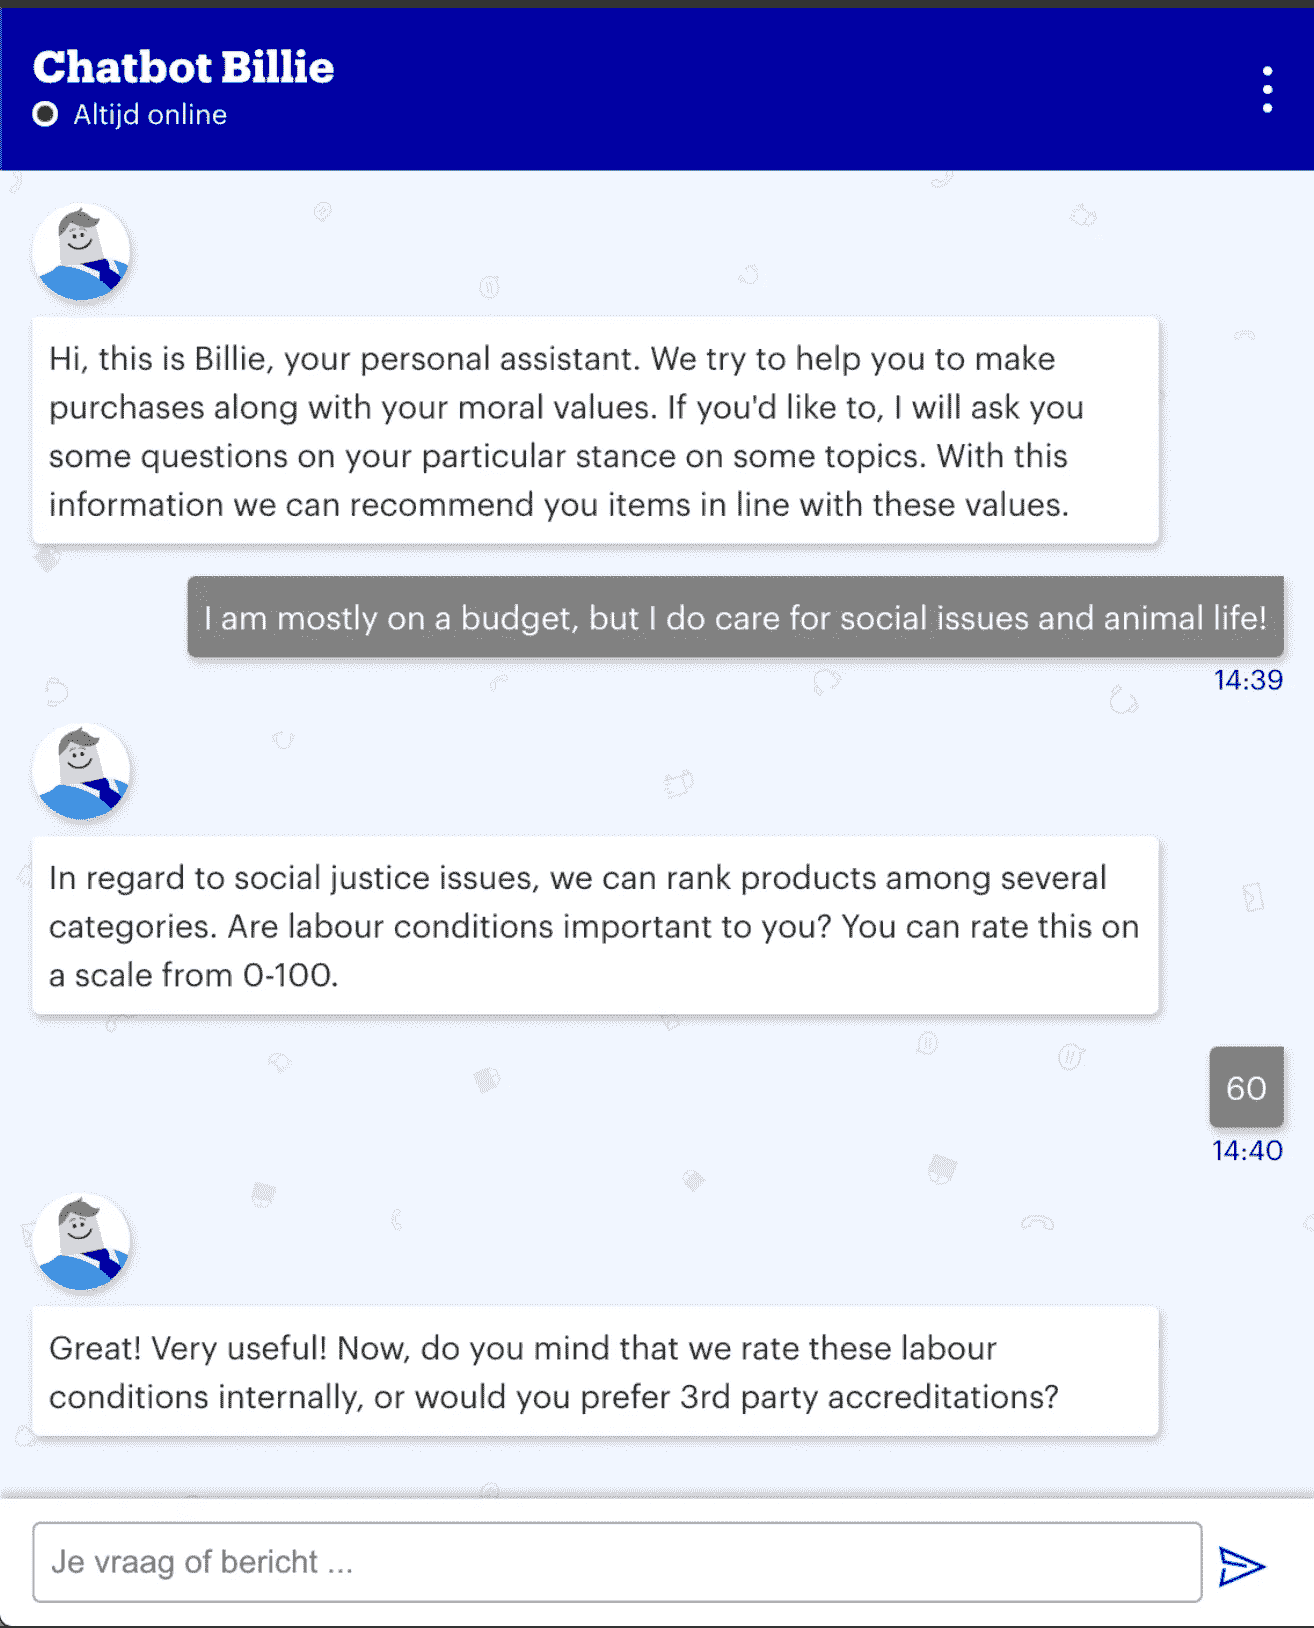 Chatbot Billie
Altijd online
Hi, this is Billie, your personal assistant. We try to help you to make
purchases along with your moral values. If you'd like to, I will ask you
some questions on your particular stance on some topics. With this
information we can recommend you items in line with these values.
I am mostly on a budget, but I do care for social issues and animal life!
14:39
In regard to social justice issues, we can rank products among several
categories. Are labour conditions important to you? You can rate this on
a scale from 0-100.
60
14:40
Great! Very useful! Now, do you mind that we rate these labour
conditions internally, or would you prefer 3rd party accreditations?
Je vraag of bericht ...